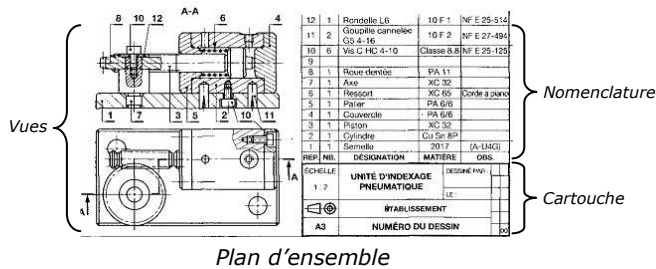 A-A
8 10 12 6 4
1 7 3 5 2 10 11
A
A
Vues
12 1 Rondelle L6 10 F 1 NF E 25-514
11 2 Goupille cannelée G5 4-16 10 F 2 NF E 27-494
10 6 Vis C HC 4-10 Classe 8.8 NF E 25-125
9
8 1 Roue dentée PA 11
7 1 Axe XC 32
6 1 Ressort XC 65 Corde à piano
5 1 Palier PA 6/6
4 1 Couvercle PA 6/6
3 1 Piston XC 32
2 1 Cylindre Cu Sn 8P
1 1 Semelle 2017 (A-U4G)
REP. NB. DÉSIGNATION MATIÈRE OBS.
Nomenclature
ÉCHELLE UNITÉ D'INDEXAGE DESSINÉ PAR :
1 : 2 PNEUMATIQUE LE :
ÉTABLISSEMENT
A3 NUMÉRO DU DESSIN 00
Cartouche
Plan d'ensemble